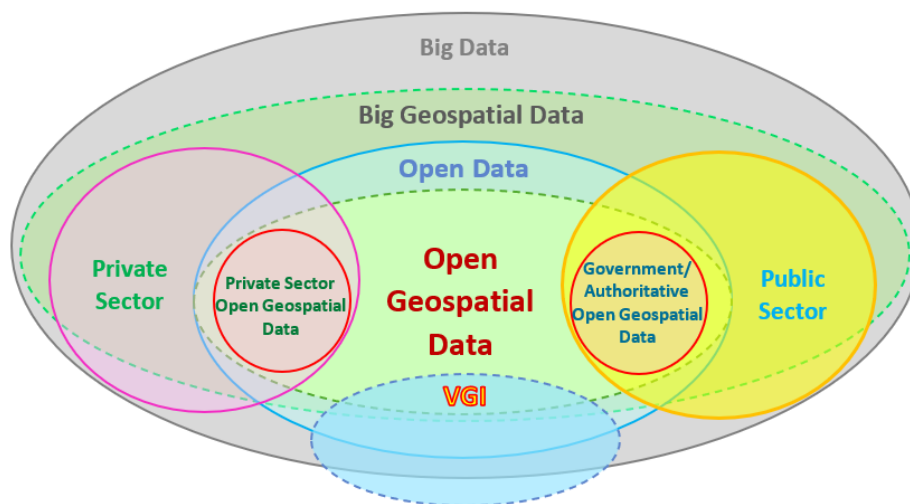 Big Data
Big Geospatial Data
Open Data
Private
Sector
Private Sector
Open Geospatial
Data
Open
Geospatial
Data
Government/
Authoritative
Open Geospatial
Data
Public
Sector
VGI